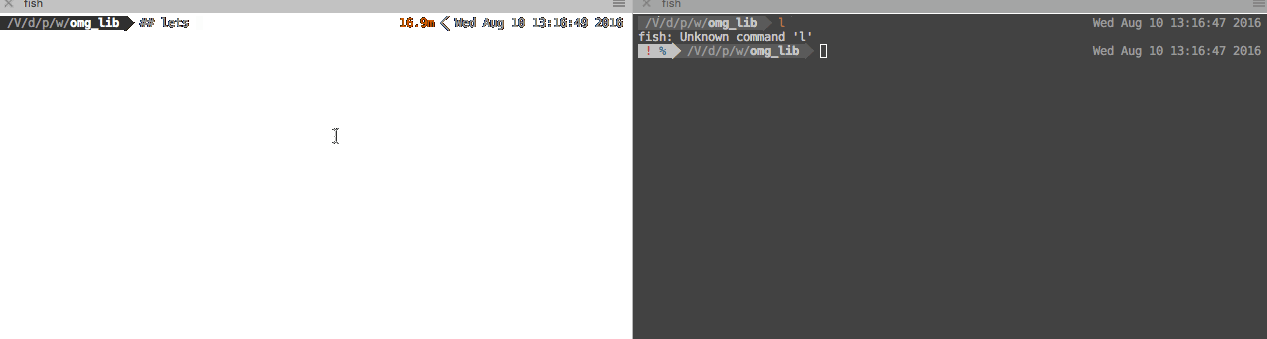 fish
/V/d/p/w/omg_lib ## lets 16.9m Wed Aug 10 13:16:40 2016
fish
/V/d/p/w/omg_lib l Wed Aug 10 13:16:47 2016
fish: Unknown command 'l'
! % /V/d/p/w/omg_lib Wed Aug 10 13:16:47 2016